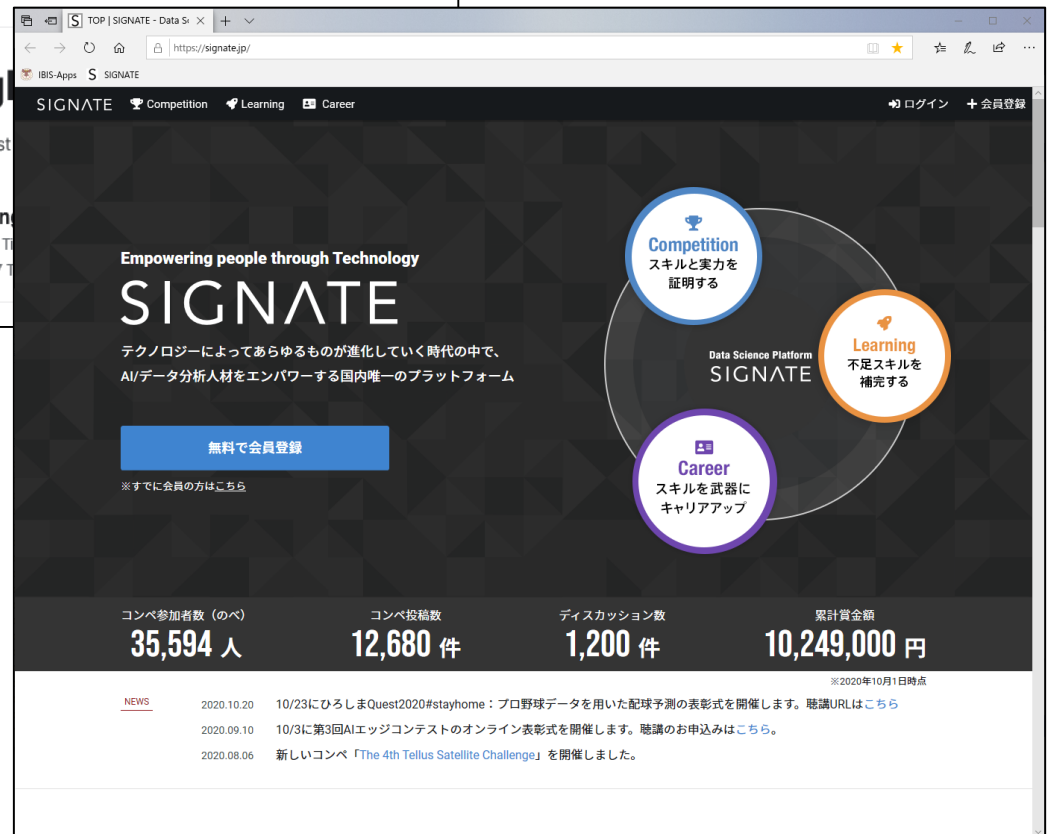 TOP | SIGNATE - Data Sc
https://signate.jp/
IBIS-Apps S SIGNATE
SIGNATE Competition Learning Career ログイン 会員登録
st
Empowering people through Technology
SIGNATE
テクノロジーによってあらゆるものが進化していく時代の中で、
AI/データ分析人材をエンパワーする国内唯一のプラットフォーム
無料で会員登録
※すでに会員の方はこちら
Competition
スキルと実力を
証明する
Learning
不足スキルを
補完する
Data Science Platform
SIGNATE
Career
スキルを武器に
キャリアアップ
コンペ参加者数（のべ） コンペ投稿数 ディスカッション数 累計賞金額
35,594 人 12,680 件 1,200 件 10,249,000 円
※2020年10月1日時点
NEWS 2020.10.20 10/23にひろしまQuest2020#stayhome：プロ野球データを用いた配球予測の表彰式を開催します。聴講URLはこちら
2020.09.10 10/3に第3回AIエッジコンテストのオンライン表彰式を開催します。聴講のお申込みはこちら。
2020.08.06 新しいコンペ「The 4th Tellus Satellite Challenge」を開催しました。